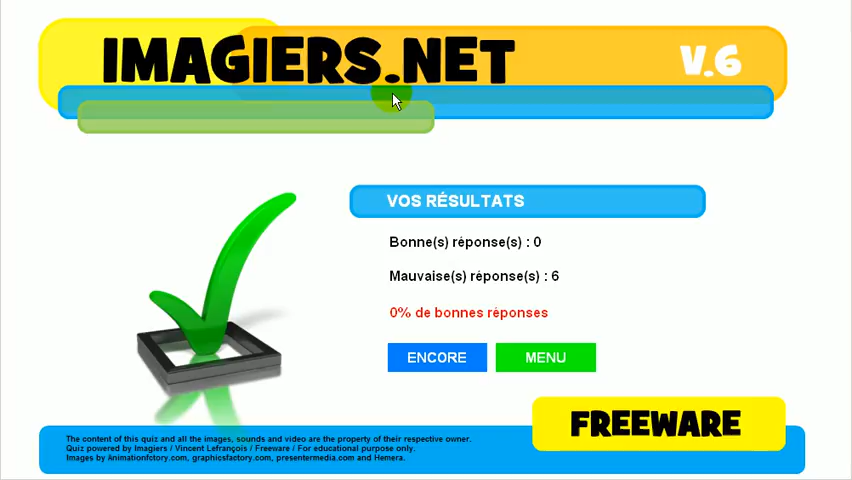 IMAGIERS.NET
V.6
VOS RÉSULTATS
Bonne(s) réponse(s) : 0
Mauvaise(s) réponse(s) : 6
0% de bonnes réponses
ENCORE
MENU
FREEWARE
The content of this quiz and all the images, sounds and video are the property of their respective owner.
Quiz powered by Imagiers / Vincent Lefrançois / Freeware / For educational purpose only.
Images by Animationfctory.com, graphicsfactory.com, presentermedia.com and Hemera.